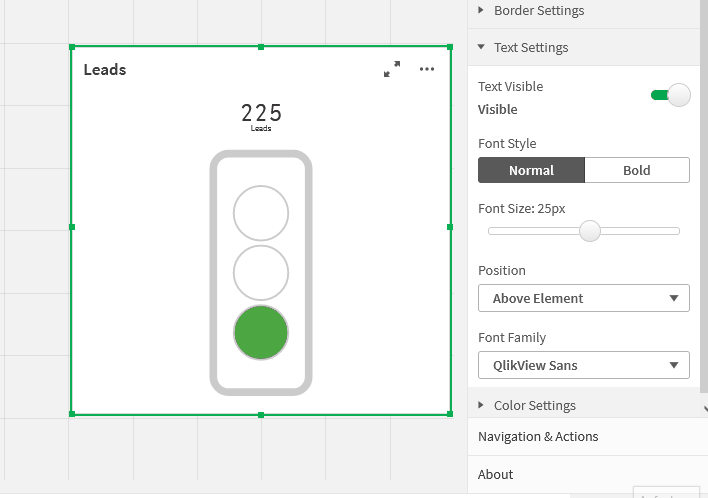 Leads
225
Leads
Border Settings
Text Settings
Text Visible
Visible
Font Style
Normal
Bold
Font Size: 25px
Position
Above Element
Font Family
QlikView Sans
Color Settings
Navigation & Actions
About